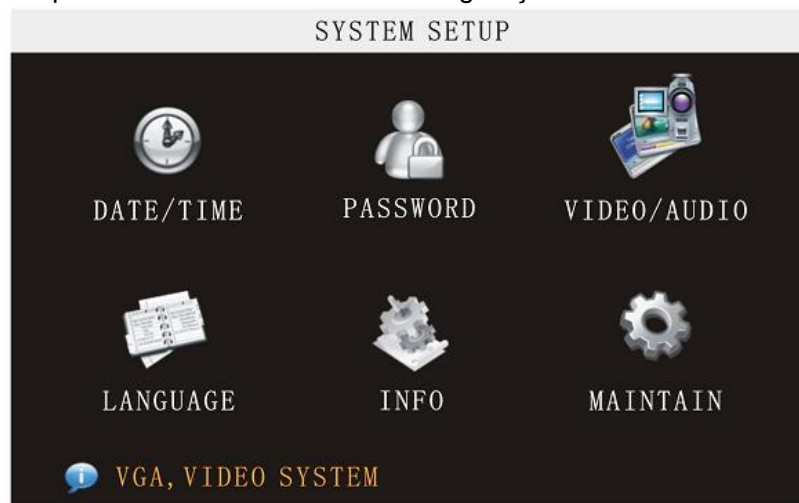 SYSTEM SETUP
DATE/TIME PASSWORD VIDEO/AUDIO
LANGUAGE INFO MAINTAIN
VGA, VIDEO SYSTEM